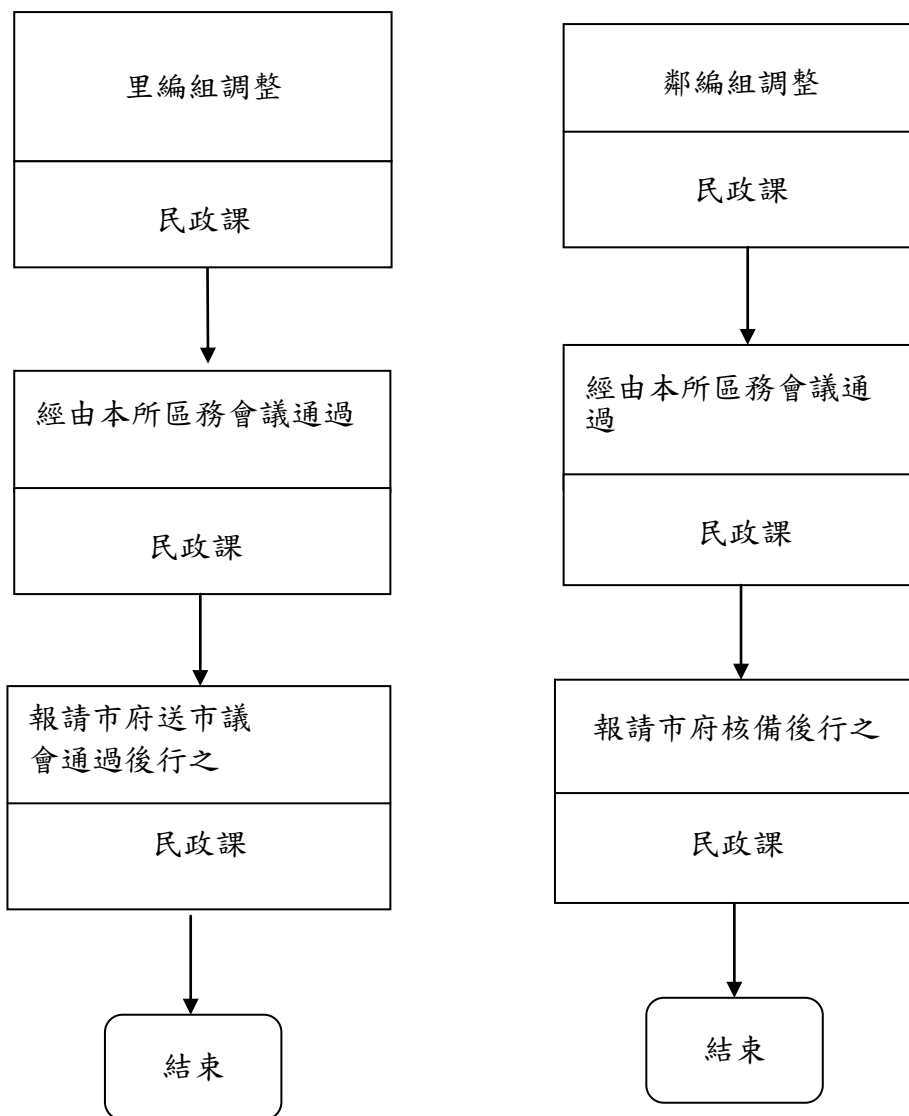 里編組調整
民政課
經由本所區務會議通過
民政課
報請市府送市議
會通過後行之
民政課
結束
鄰編組調整
民政課
經由本所區務會議通
過
民政課
報請市府核備後行之
民政課
結束